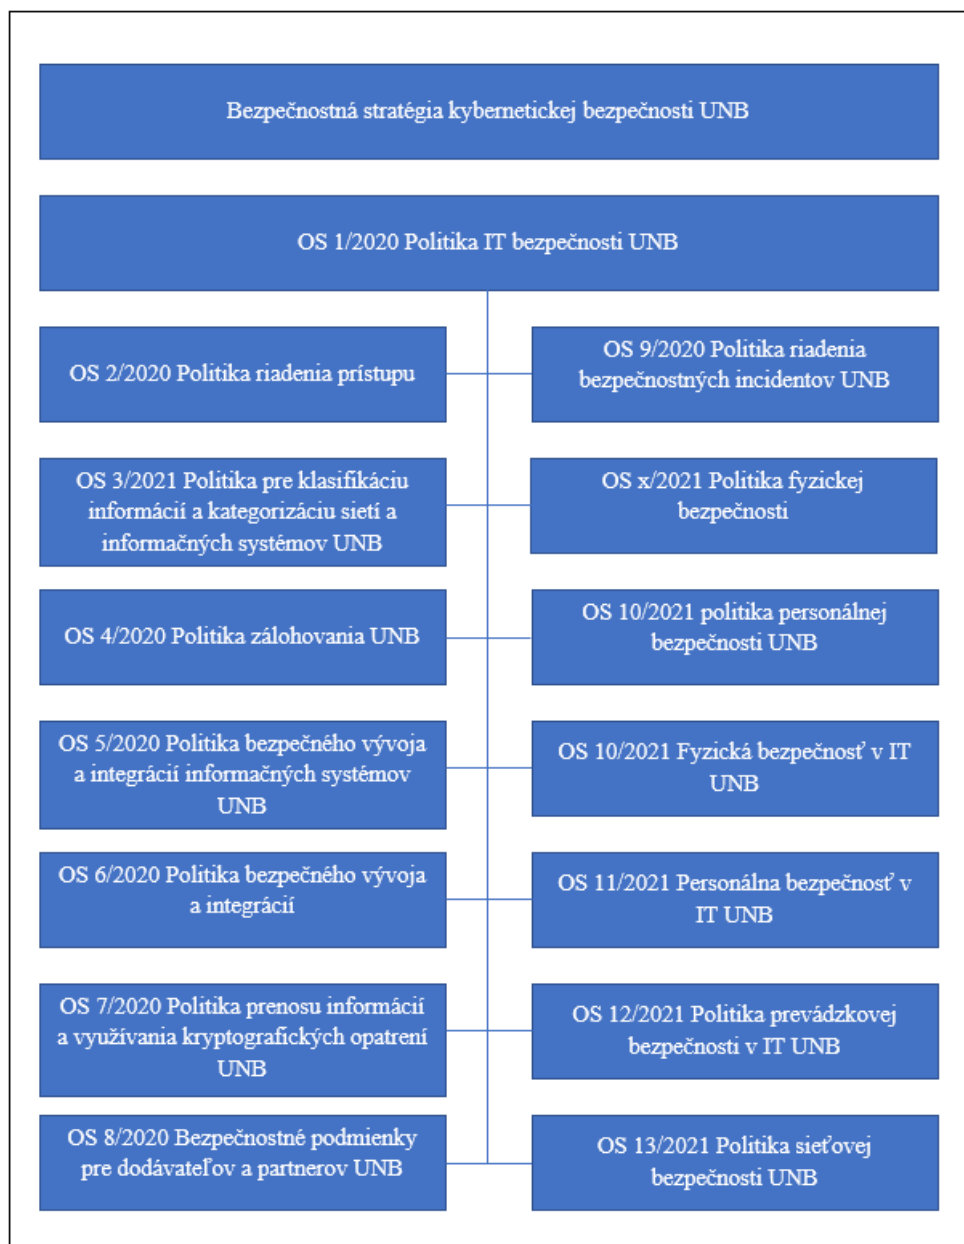 Bezpečnostná stratégia kybernetickej bezpečnosti UNB
OS 1/2020 Politika IT bezpečnosti UNB
OS 2/2020 Politika riadenia prístupu
OS 9/2020 Politika riadenia
bezpečnostných incidentov UNB
OS 3/2021 Politika pre klasifikáciu
informácií a kategorizáciu sietí a
informačných systémov UNB
OS x/2021 Politika fyzickej
bezpečnosti
OS 4/2020 Politika zálohovania UNB
OS 10/2021 politika personálnej
bezpečnosti UNB
OS 5/2020 Politika bezpečného vývoja
a integrácií informačných systémov
UNB
OS 10/2021 Fyzická bezpečnosť v IT
UNB
OS 6/2020 Politika bezpečného vývoja
a integrácií
OS 11/2021 Personálna bezpečnosť v
IT UNB
OS 7/2020 Politika prenosu informácií
a využívania kryptografických opatrení
UNB
OS 12/2021 Politika prevádzkovej
bezpečnosti v IT UNB
OS 8/2020 Bezpečnostné podmienky
pre dodávateľov a partnerov UNB
OS 13/2021 Politika sieťovej
bezpečnosti UNB